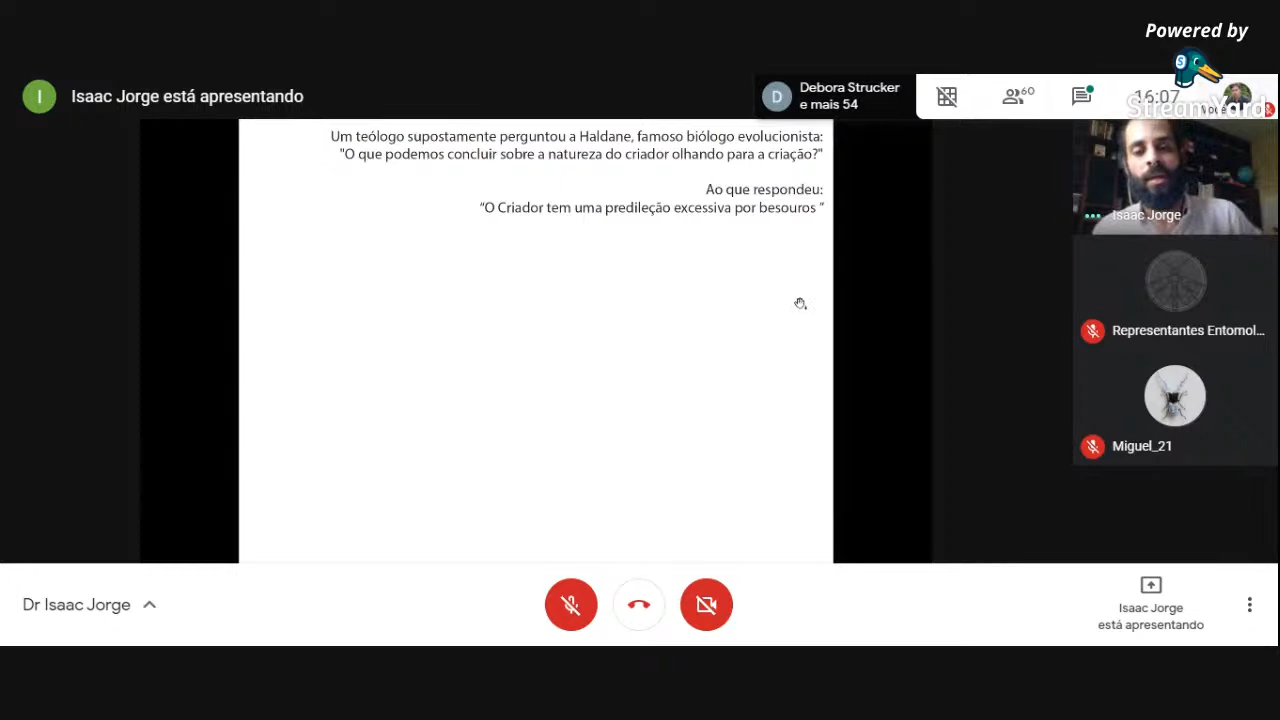 Powered by
StreamYard
I
Isaac Jorge está apresentando
D
Debora Strucker
e mais 54
60
16:07
Um teólogo supostamente perguntou a Haldane, famoso biólogo evolucionista:
"O que podemos concluir sobre a natureza do criador olhando para a criação?"
Ao que respondeu:
“O Criador tem uma predileção excessiva por besouros ”
Isaac Jorge
Representantes Entomol...
Miguel_21
Dr Isaac Jorge
Isaac Jorge
está apresentando